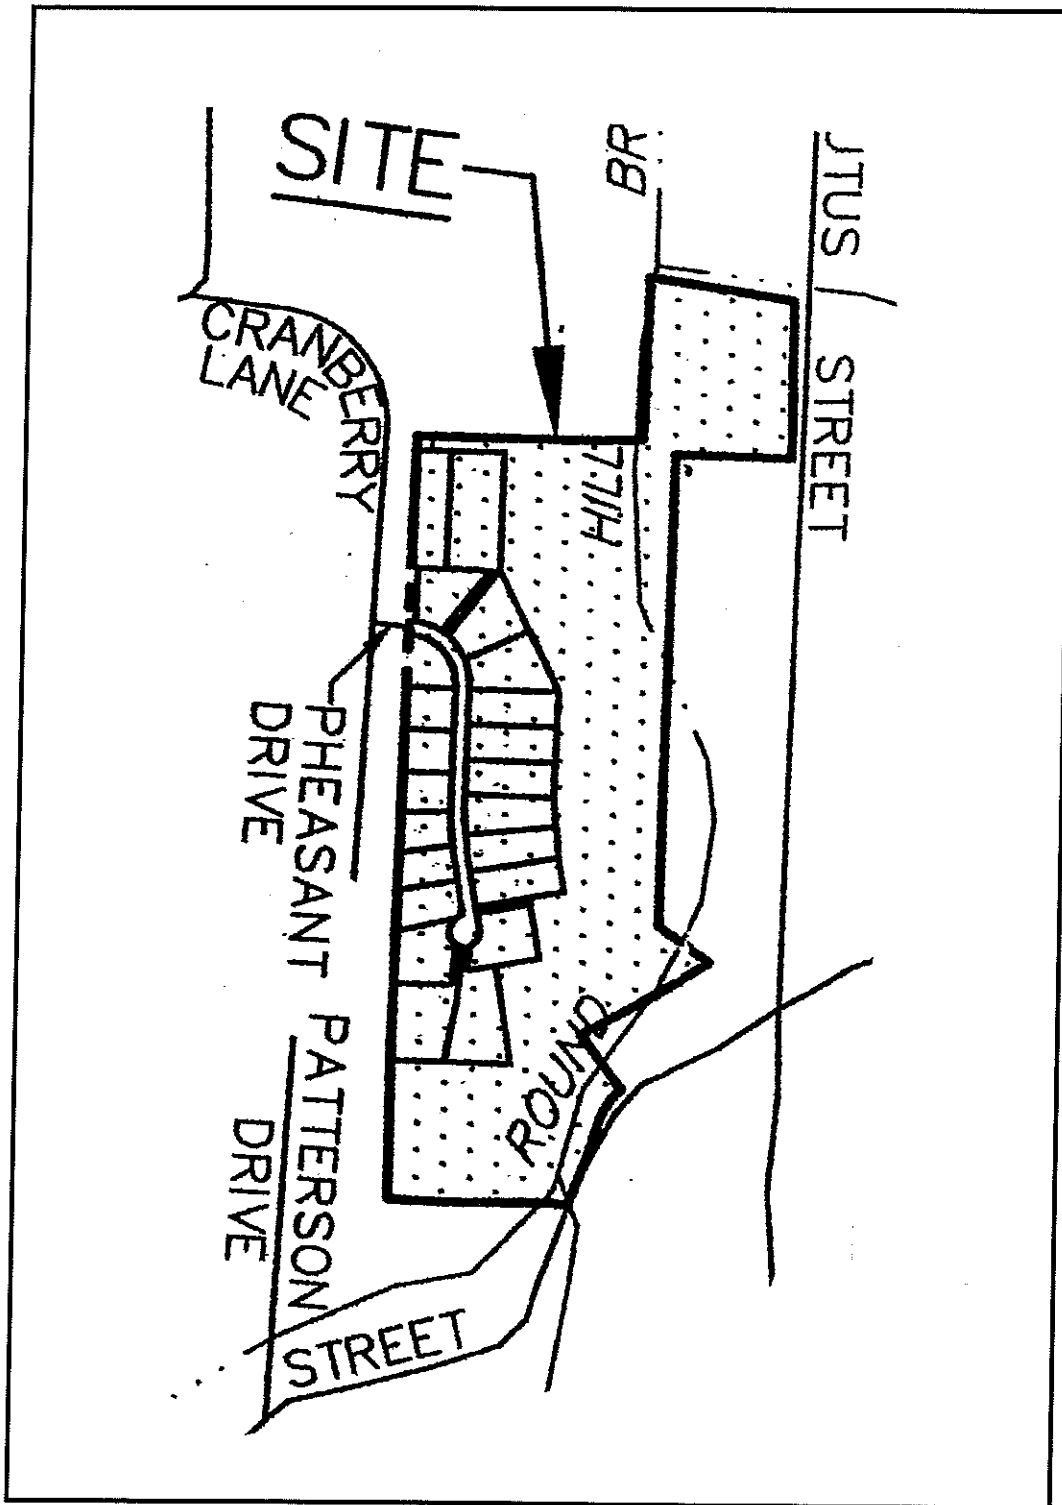 SITE
BR
JTUS
STREET
CRANBERRY
LANE
HILL
PHEASANT
DRIVE
ROUND
PATTERSON
DRIVE
STREET